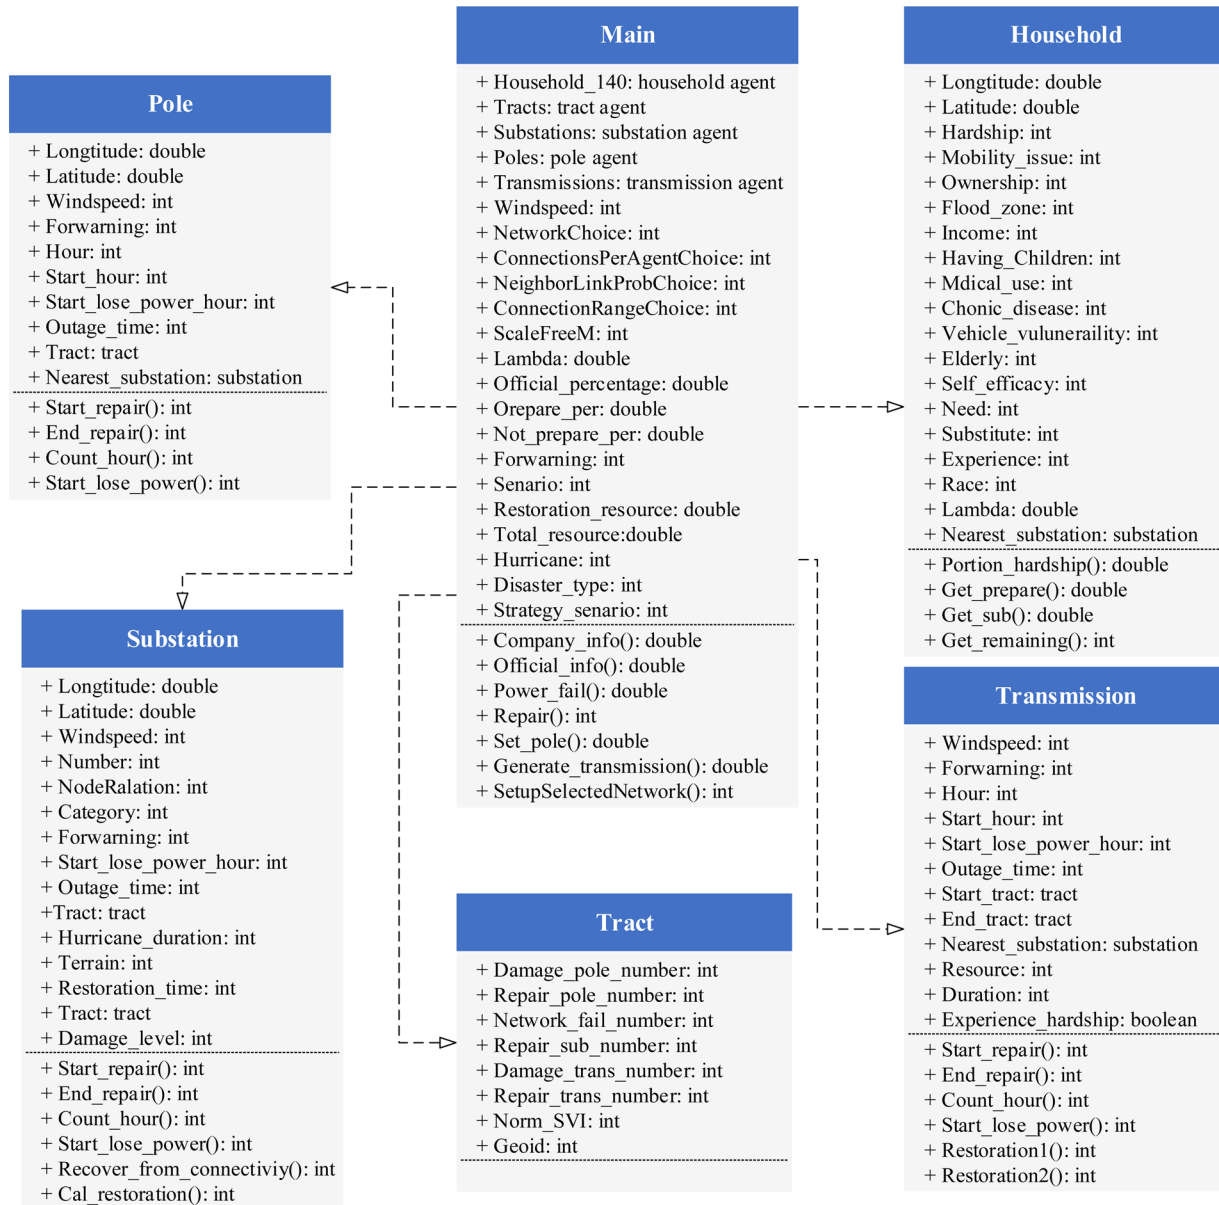 Pole
+ Longtitude: double
+ Latitude: double
+ Windspeed: int
+ Forwarning: int
+ Hour: int
+ Start_hour: int
+ Start_lose_power_hour: int
+ Outage_time: int
+ Tract: tract
+ Nearest_substation: substation
+ Start_repair(): int
+ End_repair(): int
+ Count_hour(): int
+ Start_lose_power(): int
Substation
+ Longtitude: double
+ Latitude: double
+ Windspeed: int
+ Number: int
+ NodeRalation: int
+ Category: int
+ Forwarning: int
+ Start_lose_power_hour: int
+ Outage_time: int
+Tract: tract
+ Hurricane_duration: int
+ Terrain: int
+ Restoration_time: int
+ Tract: tract
+ Damage_level: int
+ Start_repair(): int
+ End_repair(): int
+ Count_hour(): int
+ Start_lose_power(): int
+ Recover_from_connectiviy(): int
+ Cal_restoration(): int
Main
+ Household_140: household agent
+ Tracts: tract agent
+ Substations: substation agent
+ Poles: pole agent
+ Transmissions: transmission agent
+ Windspeed: int
+ NetworkChoice: int
+ ConnectionsPerAgentChoice: int
+ NeighborLinkProbChoice: int
+ ConnectionRangeChoice: int
+ ScaleFreeM: int
+ Lambda: double
+ Official_percentage: double
+ Orepare_per: double
+ Not_prepare_per: double
+ Forwarning: int
+ Senario: int
+ Restoration_resource: double
+ Total_resource:double
+ Hurricane: int
+ Disaster_type: int
+ Strategy_senario: int
+ Company_info(): double
+ Official_info(): double
+ Power_fail(): double
+ Repair(): int
+ Set_pole(): double
+ Generate_transmission(): double
+ SetupSelectedNetwork(): int
Tract
+ Damage_pole_number: int
+ Repair_pole_number: int
+ Network_fail_number: int
+ Repair_sub_number: int
+ Damage_trans_number: int
+ Repair_trans_number: int
+ Norm_SVI: int
+ Geoid: int
Household
+ Longtitude: double
+ Latitude: double
+ Hardship: int
+ Mobility_issue: int
+ Ownership: int
+ Flood_zone: int
+ Income: int
+ Having_Children: int
+ Mdical_use: int
+ Chonic_disease: int
+ Vehicle_vuluneraility: int
+ Elderly: int
+ Self_efficacy: int
+ Need: int
+ Substitute: int
+ Experience: int
+ Race: int
+ Lambda: double
+ Nearest_substation: substation
+ Portion_hardship(): double
+ Get_prepare(): double
+ Get_sub(): double
+ Get_remaining(): int
Transmission
+ Windspeed: int
+ Forwarning: int
+ Hour: int
+ Start_hour: int
+ Start_lose_power_hour: int
+ Outage_time: int
+ Start_tract: tract
+ End_tract: tract
+ Nearest_substation: substation
+ Resource: int
+ Duration: int
+ Experience_hardship: boolean
+ Start_repair(): int
+ End_repair(): int
+ Count_hour(): int
+ Start_lose_power(): int
+ Restoration1(): int
+ Restoration2(): int